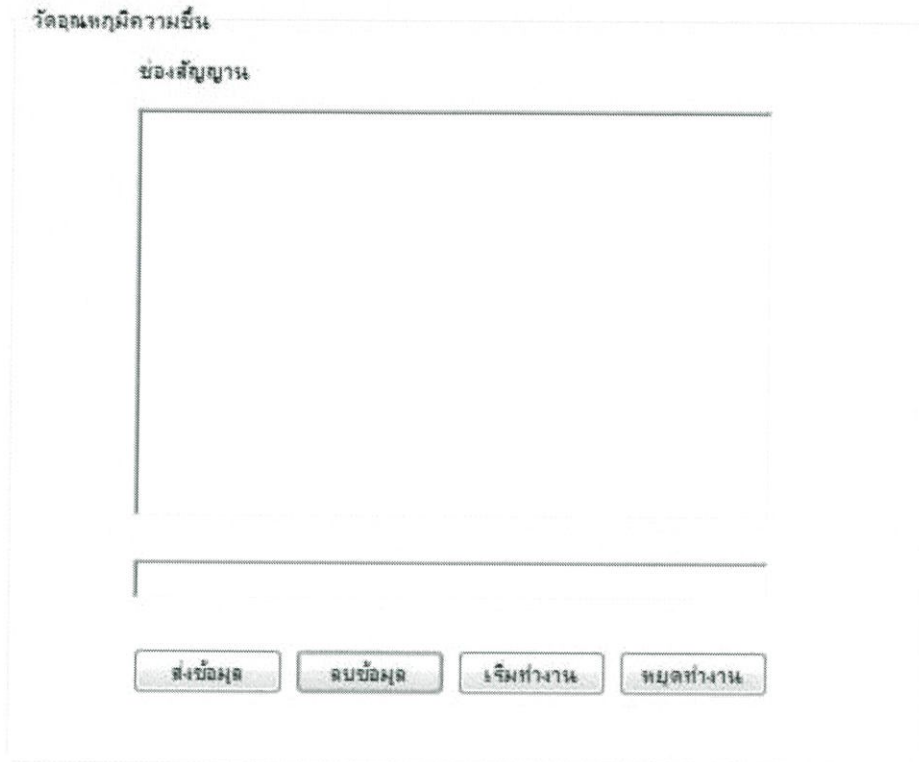 วัดอุณหภูมิความชื้น
ช่องสัญญาน
ส่งข้อมูล
ลบข้อมูล
เริ่มทำงาน
หยุดทำงาน